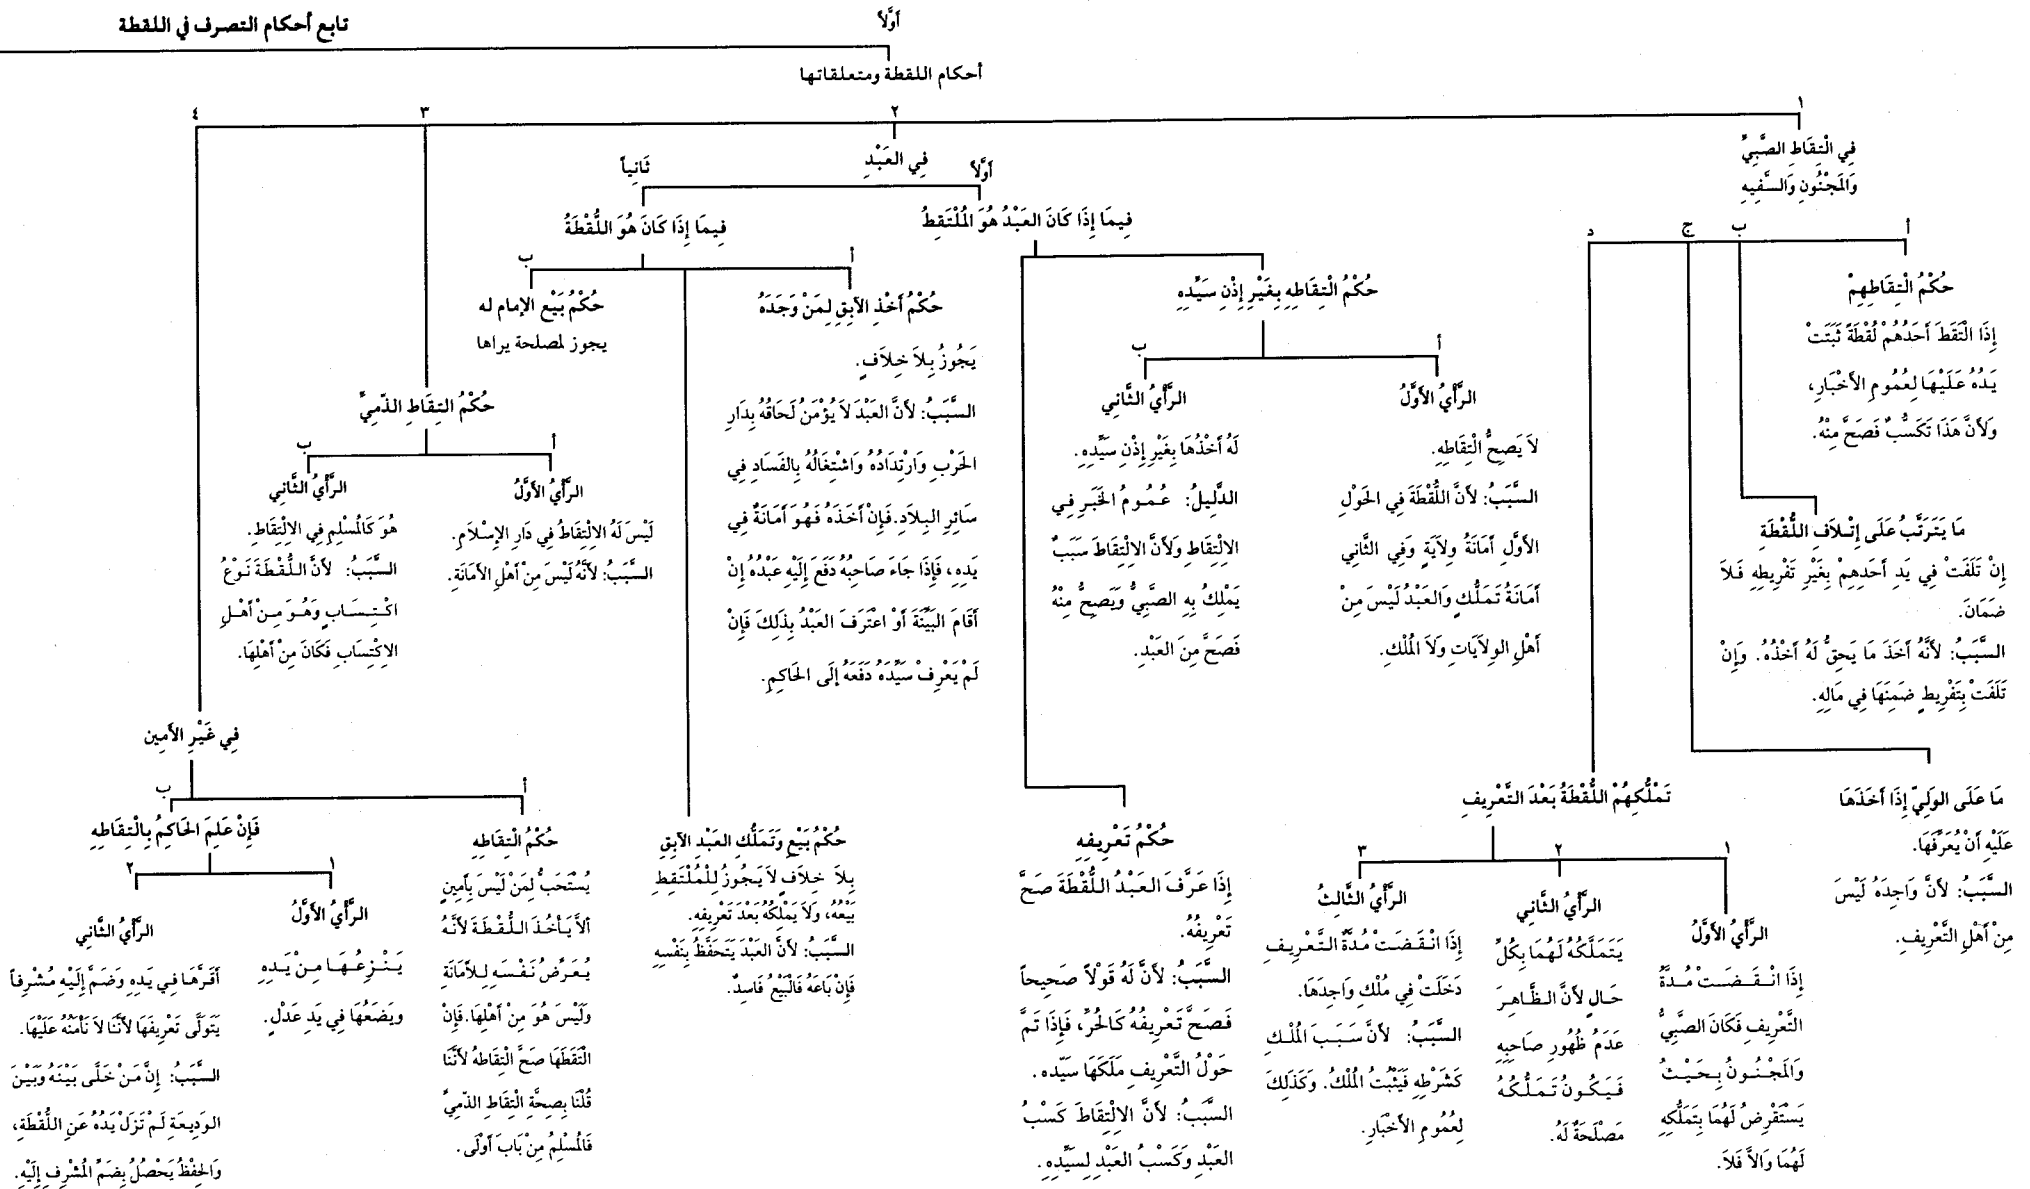 تابع أحكام التصرف في اللقطة
أَوَّلاً
أحكام اللقطة ومتعلقاتها
١
فِي الْتِقَاطِ الصَّبِيِّ
وَالمَجْنُونِ وَالسَّفِيهِ
أ
حُكْمُ الْتِقَاطِهِمْ
إِذَا الْتَقَطَ أَحَدُهُمْ لُقْطَةً ثَبَتَتْ
يَدُهُ عَلَيْهَا لِعُمُومِ الأَخْبَارِ،
وَلأَنَّ هَذَا تَكَسُّبٌ فَصَحَّ مِنْهُ.
ب
مَا يَتَرَتَّبُ عَلَى إِتْلاَفِ اللُّقْطَةِ
إِنْ تَلَفَتْ فِي يَدِ أَحَدِهِمْ بِغَيْرِ تَفْرِيطِهِ فَلاَ
ضَمَانَ.
السَّبَبُ: لأَنَّهُ أَخَذَ مَا يَحِقُّ لَهُ أَخْذُهُ. وَإِنْ
تَلَفَتْ بِتَفْرِيطٍ ضَمِنَهَا فِي مَالِهِ.
ج
مَا عَلَى الوَلِيّ إِذَا أَخَذَهَا
عَلَيْهِ أَنْ يُعَرِّفَهَا.
السَّبَبُ: لأَنَّ وَاجِدَهُ لَيْسَ
مِنْ أَهْلِ التَّعْرِيفِ.
د
تَمَلُّكِهُمْ اللُّقْطَةُ بَعْدَ التَّعْرِيفِ
١
الرَّأْيُ الأَوَّلُ
إِذَا انْقَضَتْ مُدَّةُ
التَّعْرِيفِ فَكَانَ الصَّبِيُّ
وَالمَجْنُونُ بِحَيْثُ
يَسْتَقْرِضُ لَهُمَا بِتَمَلُّكِهِ
لَهُمَا وَالاَّ فَلاَ.
٢
الرَّأْيُ الثَّانِي
يَتَمَلَّكُهُ لَهُمَا بِكُلِّ
حَالٍ لأَنَّ الظَّاهِرَ
عَدَمُ ظُهُورِ صَاحِبِهِ
فَيَكُونُ تَمَلُّكُهُ
مَصْلَحَةٌ لَهُ.
٣
الرَّأْيُ الثَّالِثُ
إِذَا انْقَضَتْ مُدَّةُ التَّعْرِيفِ
دَخَلَتْ فِي مُلْكِ وَاجِدَهَا.
السَّبَبُ: لأَنَّ سَبَبَ المُلْكِ
كَشَرْطِهِ فَيَثْبُتُ المُلْكُ. وَكَذَلِكَ
لِعُمُومِ الأَخْبَارِ.
٢
فِي العَبْدِ
أَوَّلاً
فِيمَا إِذَا كَانَ العَبْدُ هُوَ المُلْتَقِطُ
حُكْمُ الْتِقَاطِهِ بِغَيْرِ إِذْنِ سَيِّدِهِ
أ
الرَّأْيُ الأَوَّلُ
لاَ يَصِحُّ الْتِقَاطِهِ.
السَّبَبُ: لأَنَّ اللُّقْطَةَ فِي الحَوْلِ
الأَوَّلِ أَمَانَةُ وِلاَيَةٍ وَفِي الثَّانِي
أَمَانَةُ تَمَلُّكٍ وَالعَبْدُ لَيْسَ مِنْ
أَهْلِ الوِلاَيَاتِ وَلاَ المُلْكِ.
ب
الرَّأْيُ الثَّانِي
لَهُ أَخْذُهَا بِغَيْرِ إِذْنِ سَيِّدِهِ.
الدَّلِيلُ: عُمُومُ الخَبَرِ فِي
الالْتِقَاطِ وَلأَنَّ الالْتِقَاطَ سَبَبٌ
يَمْلِكُ بِهِ الصَّبِيُّ وَيَصِحُّ مِنْهُ
فَصَحَّ مِنَ العَبْدِ.
حُكْمُ تَعْرِيفِهِ
إِذَا عَرَّفَ العَبْدُ اللُّقْطَةَ صَحَّ
تَعْرِيفُهُ.
السَّبَبُ: لأَنَّ لَهُ قَوْلاً صَحِيحاً
فَصَحَّ تَعْرِيفُهُ كَالحُرِّ، فَإِذَا تَمَّ
حَوْلُ التَّعْرِيفِ مَلَكَهَا سَيِّده.
السَّبَبُ: لأَنَّ الالْتِقَاطَ كَسْبُ
العَبْدِ وَكَسْبُ العَبْدِ لِسَيِّدِهِ.
ثَانِياً
فِيمَا إِذَا كَانَ هُوَ اللُّقْطَةُ
أ
حُكْمُ أَخْذِ الآبِقِ لِمَنْ وَجَدَهُ
يَجُوزُ بِلاَ خِلاَفٍ.
السَّبَبُ: لأَنَّ العَبْدَ لاَ يُؤْمَنُ لَحَاقُهُ بِدَارِ
الحَرْبِ وَارْتِدَادُهُ وَاشْتِغَالُهُ بِالفَسَادِ فِي
سَائِرِ البِلاَدِ. فَإِنْ أَخَذَهُ فَهُوَ أَمَانَةٌ فِي
يَدِهِ، فَإِذَا جَاءَ صَاحِبُهُ دَفَعَ إِلَيْهِ عَبْدُهُ إِنْ
أَقَامَ البَيِّنَةَ أَوْ اعْتَرَفَ العَبْدُ بِذَلِكَ فَإِنْ
لَمْ يَعْرِفْ سَيِّدَهُ دَفَعَهُ إِلَى الحَاكِمِ.
حُكْمُ بَيْعِ وَتَمَلُّكِ العَبْدِ الآبِقِ
بِلاَ خِلاَفٍ لاَ يَجُوزُ لِلْمُلْتَقِطِ
بَيْعُهُ، وَلاَ يَمْلِكُهُ بَعْدَ تَعْرِيفِهِ.
السَّبَبُ: لأَنَّ العَبْدَ يَتَحَفَّظُ بِنَفْسِهِ
فَإِنْ بَاعَهُ فَالْبَيْعُ فَاسِدٌ.
ب
حُكْمُ بَيْع الإمام له
يجوز لمصلحة يراها
٣
حُكْمُ التِقَاطِ الذّمِيِّ
أ
الرَّأْيُ الأَوَّلُ
لَيْسَ لَهُ الالْتِقَاطُ فِي دَارِ الإِسْلاَمِ.
السَّبَبُ: لأَنَّهُ لَيْسَ مِنْ أَهْلِ الأَمَانَةِ.
ب
الرَّأْيُ الثَّانِي
هُوَ كَالمُسْلِمِ فِي الالْتِقَاطِ.
السَّبَبُ: لأَنَّ اللُّقْطَةَ نَوْعُ
اكْتِسَابٍ وَهُوَ مِنْ أَهْلِ
الاكْتِسَابِ فَكَانَ مِنْ أَهْلِهَا.
٤
فِي غَيْرِ الأَمِين
أ
حُكْمُ الْتِقَاطِهِ
يُسْتَحَبُّ لِمَنْ لَيْسَ بِأَمِينٍ
أَلاَّ يَأْخُذَ اللُّقْطَةَ لأَنَّهُ
يُعَرِّضُ نَفْسَهِ لِلأَمَانَةِ
وَلَيْسَ هُوَ مِنْ أَهْلِهَا. فَإِنْ
الْتَقَطَهَا صَحَّ الْتِقَاطهُ لأَنَّنَا
قُلْنَا بِصِحَّةِ التِقَاطِ الذّمِيِّ
فَالمُسْلِمُ مِنْ بَابَ أَوْلَى.
ب
فَإِنْ عَلِمَ الحَاكِمُ بِالْتِقَاطِهِ
١
الرَّأْيُ الأَوَّلُ
يَنْزِعُهَا مِنْ يَدِهِ
وِيضَعُهَا فِي يَدِ عَدْلٍ.
٢
الرَّأْيُ الثَّانِي
أَقَرَّهَا فِي يَدِهِ وَضَمَّ إِلَيْهِ مُشْرِفاً
يَتَوَلَّى تَعْرِيفَهَا لأَنَّنَا لاَ نَأْمَنُهُ عَلَيْهَا.
السَّبَبُ: إِنَّ مَنْ خَلَّى بَيْنَهُ وَبَيْنَ
الوَدِيعَةِ لَمْ تَزَلْ يَدُهُ عَنِ اللُّقْطَةِ،
وَالحِفْظُ يَحْصُلُ بِضَمِّ المُشْرِفِ إِلَيْهِ.